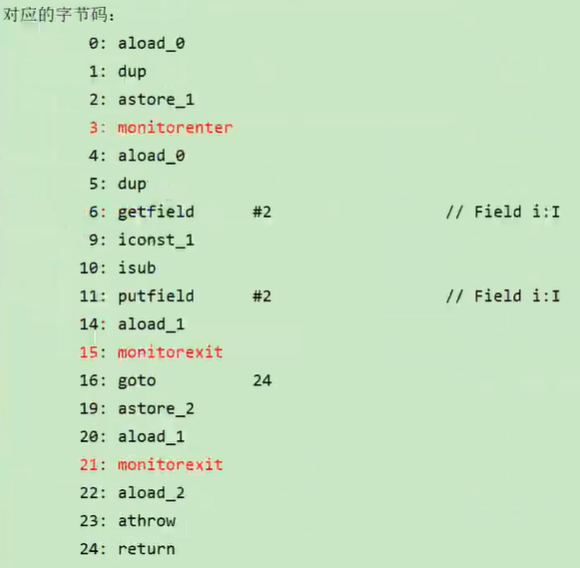 对应的字节码：
0: aload_0
1: dup
2: astore_1
3: monitorenter
4: aload_0
5: dup
6: getfield #2 // Field i:I
9: iconst_1
10: isub
11: putfield #2 // Field i:I
14: aload_1
15: monitorexit
16: goto 24
19: astore_2
20: aload_1
21: monitorexit
22: aload_2
23: athrow
24: return